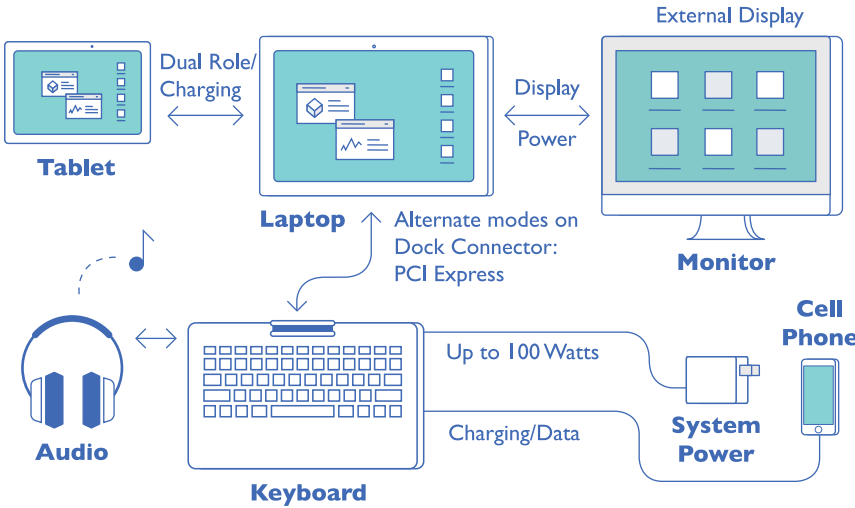 External Display
Dual Role/
Charging
Display
Power
Tablet
Laptop
Alternate modes on
Dock Connector:
PCI Express
Monitor
Cell
Phone
Up to 100 Watts
Charging/Data
System
Power
Audio
Keyboard